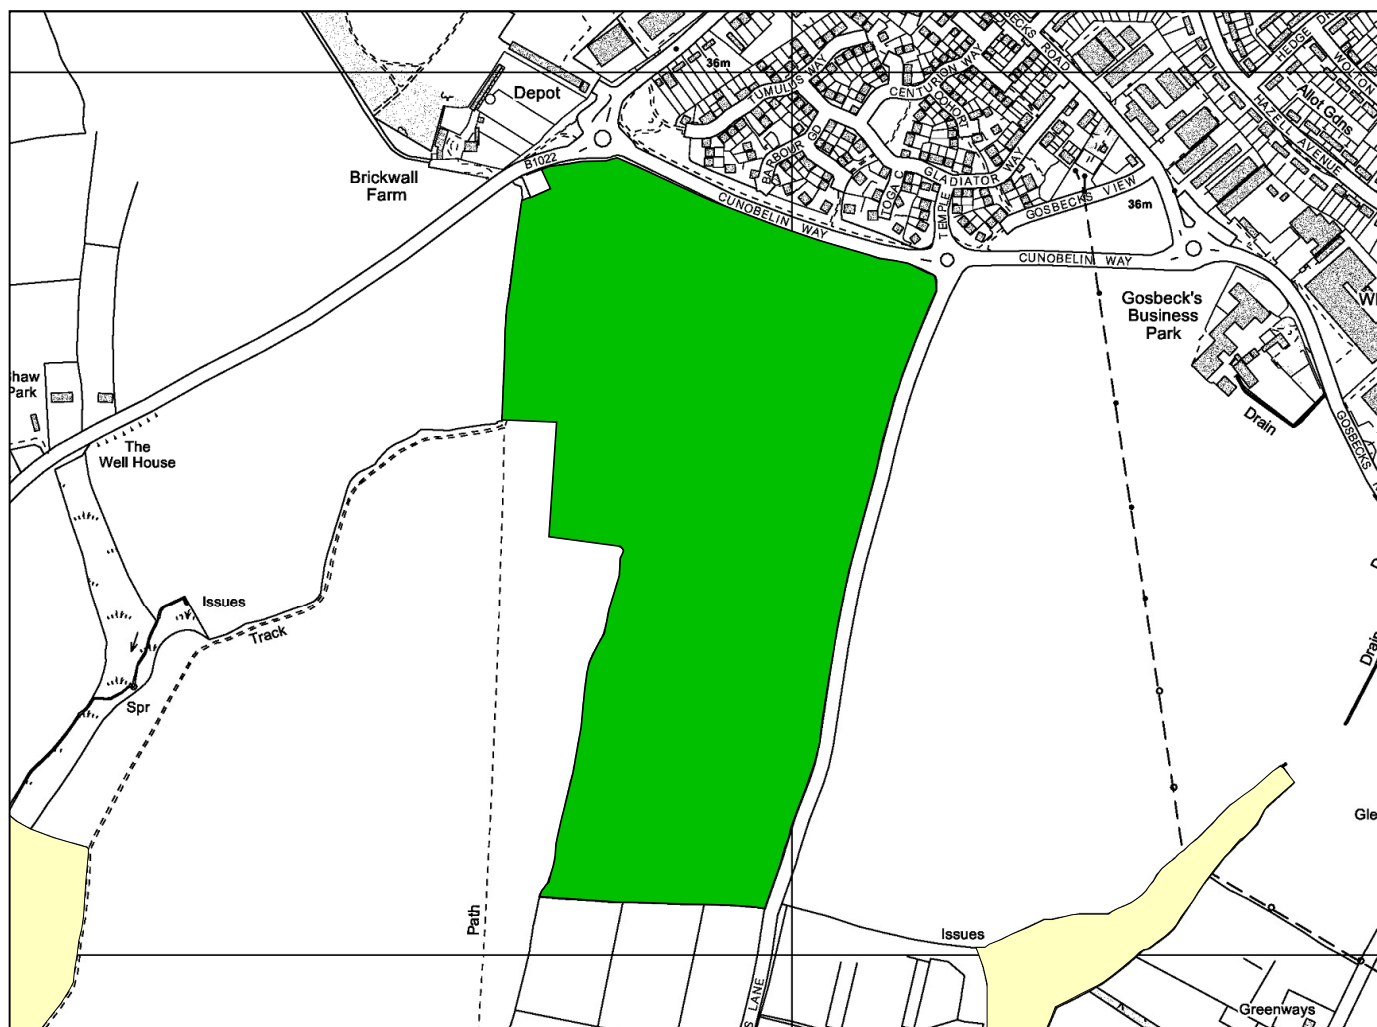 36m
TUMULUS WAY
CENTURION WAY
COHORT
ROAD
HEDGE
WOLTON
Allot Gdns
HAZELL AVENUE
Depot
B1022
Brickwall
Farm
BARBOUR GD
TOGA C
GLADIATOR WAY
TEMPLE
GOSBECKS VIEW
36m
CUNOBELIN WAY
CUNOBELIN WAY
Gosbeck's
Business
Park
Drain
GOSBECKS
haw
Park
The
Well House
Issues
Track
Spr
Drain
Gle
Path
Issues
S LANE
Greenways